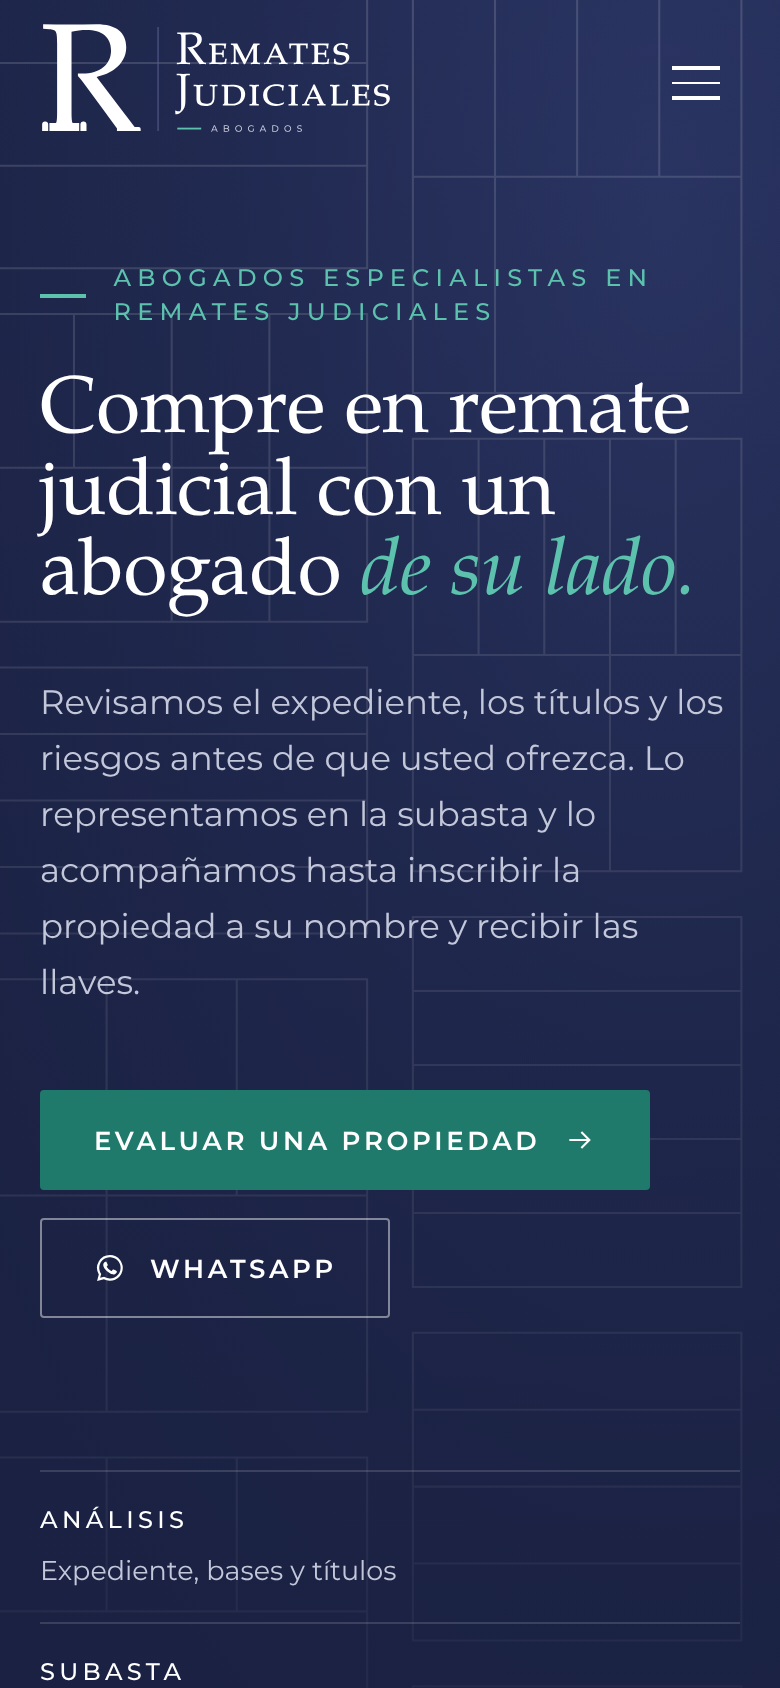 R
REMATES
JUDICIALES
ABOGADOS
ABOGADOS ESPECIALISTAS EN
REMATES JUDICIALES
Compre en remate
judicial con un
abogado de su lado.
Revisamos el expediente, los títulos y los
riesgos antes de que usted ofrezca. Lo
representamos en la subasta y lo
acompañamos hasta inscribir la
propiedad a su nombre y recibir las
llaves.
EVALUAR UNA PROPIEDAD →
WHATSAPP
ANÁLISIS
Expediente, bases y títulos
SUBASTA